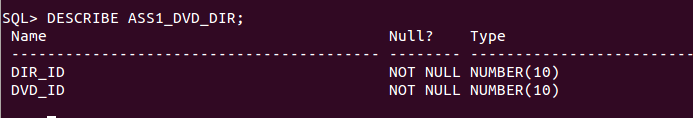 SQL> DESCRIBE ASS1_DVD_DIR;
 Name                                      Null?    Type
 ----------------------------------------- -------- ----------------------------
 DIR_ID                                    NOT NULL NUMBER(10)
 DVD_ID                                    NOT NULL NUMBER(10)